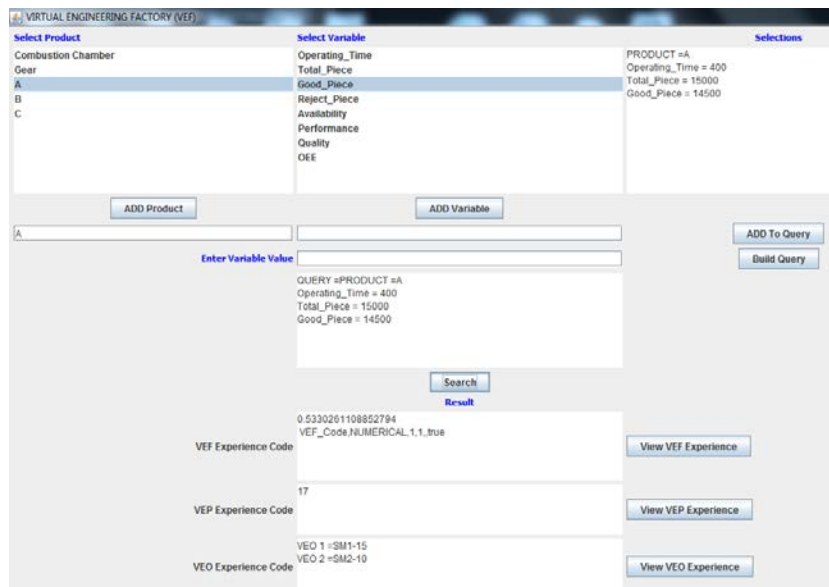 VIRTUAL ENGINEERING FACTORY (VEF)
Select Product
Select Variable
Selections
Combustion Chamber
Gear
A
B
C
Operating_Time
Total_Piece
Good_Piece
Reject_Piece
Availability
Performance
Quality
OEE
PRODUCT =A
Operating_Time = 400
Total_Piece = 15000
Good_Piece = 14500
ADD Product
ADD Variable
A
ADD To Query
Enter Variable Value
Build Query
QUERY =PRODUCT =A
Operating_Time = 400
Total_Piece = 15000
Good_Piece = 14500
Search
Result
VEF Experience Code
0.5330261108852794
VEF_Code,NUMERICAL,1,1,,true
View VEF Experience
VEP Experience Code
17
View VEP Experience
VEO Experience Code
VEO 1 =SM1-15
VEO 2 =SM2-10
View VEO Experience